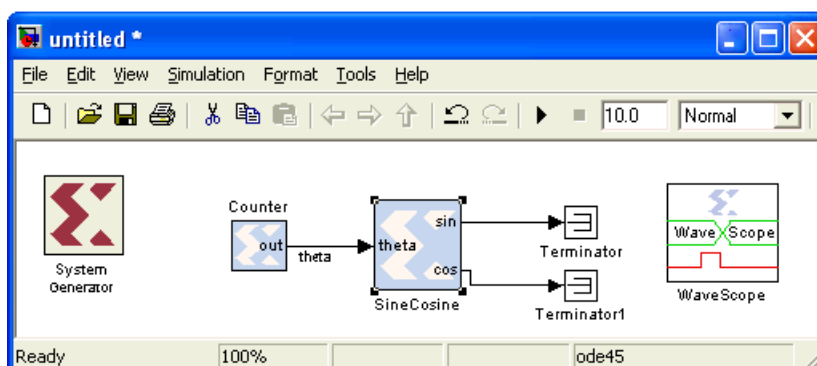 untitled *
File Edit View Simulation Format Tools Help
10.0 Normal
Counter
out
theta
theta
sin
cos
SineCosine
Terminator
Terminator1
System
Generator
Wave Scope
WaveScope
Ready 100% ode45